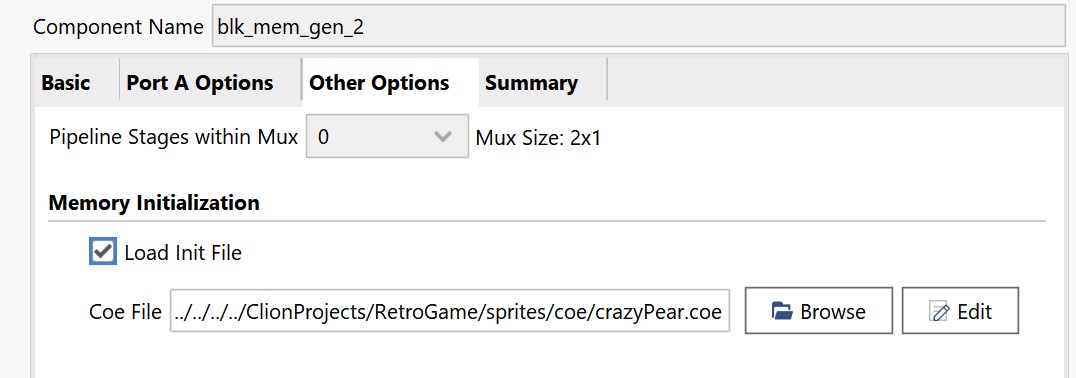 Component Name blk_mem_gen_2
Basic Port A Options Other Options Summary
Pipeline Stages within Mux 0 Mux Size: 2x1
Memory Initialization
Load Init File
Coe File ../../../../ClionProjects/RetroGame/sprites/coe/crazyPear.coe Browse Edit